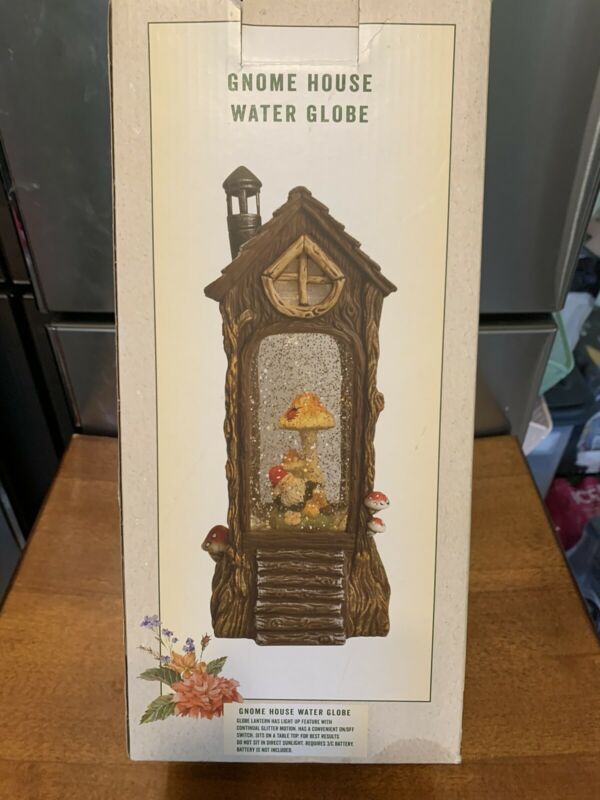 GNOME HOUSE
WATER GLOBE
GNOME HOUSE WATER GLOBE
GLOBE LANTERN HAS LIGHT UP FEATURE WITH
CONTINUAL GLITTER MOTION. HAS A CONVENIENT ON/OFF
SWITCH. SITS ON A TABLE TOP. FOR BEST RESULTS
DO NOT SIT IN DIRECT SUNLIGHT. REQUIRES 3/C BATTERY.
BATTERY IS NOT INCLUDED.